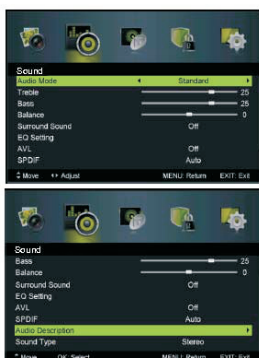 Sound
Audio Mode Standard
Treble 25
Bass 25
Balance 0
Surround Sound Off
EQ Setting
AVL Off
SPDIF Auto
Move Adjust MENU: Return EXIT: Exit
Sound
Bass 25
Balance 0
Surround Sound Off
EQ Setting
AVL Off
SPDIF Auto
Audio Description
Sound Type Stereo
Move OK: Select MENU: Return EXIT: Exit